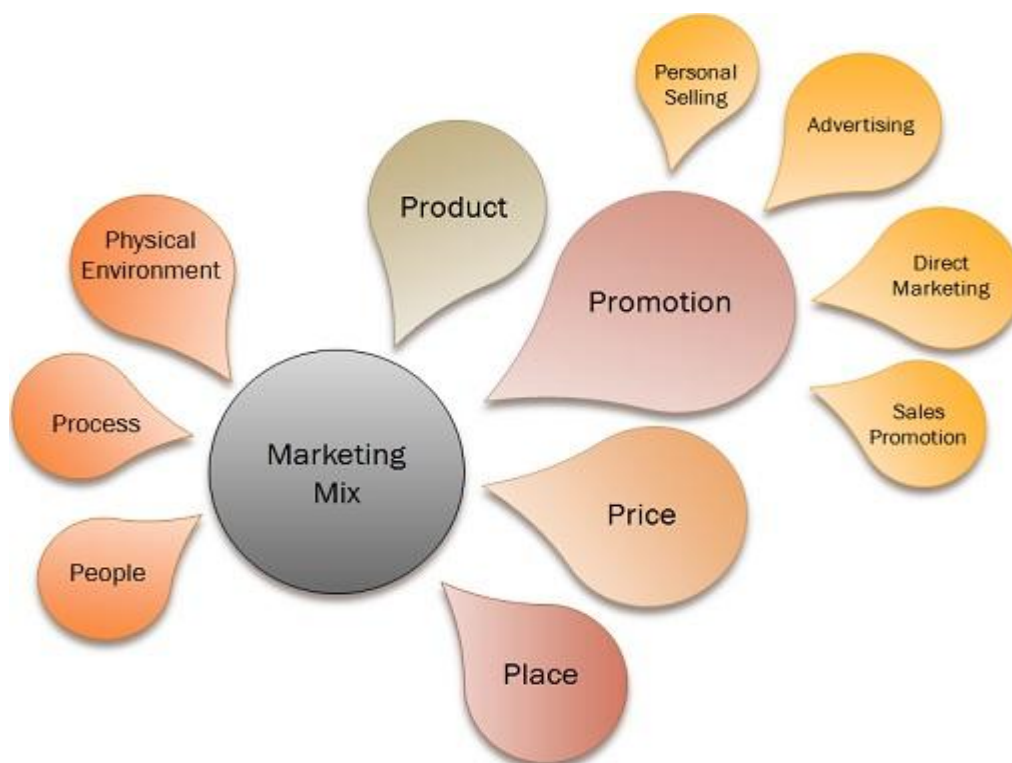 Personal
Selling
Advertising
Product
Physical
Environment
Direct
Marketing
Promotion
Process
Sales
Promotion
Marketing
Mix
Price
People
Place